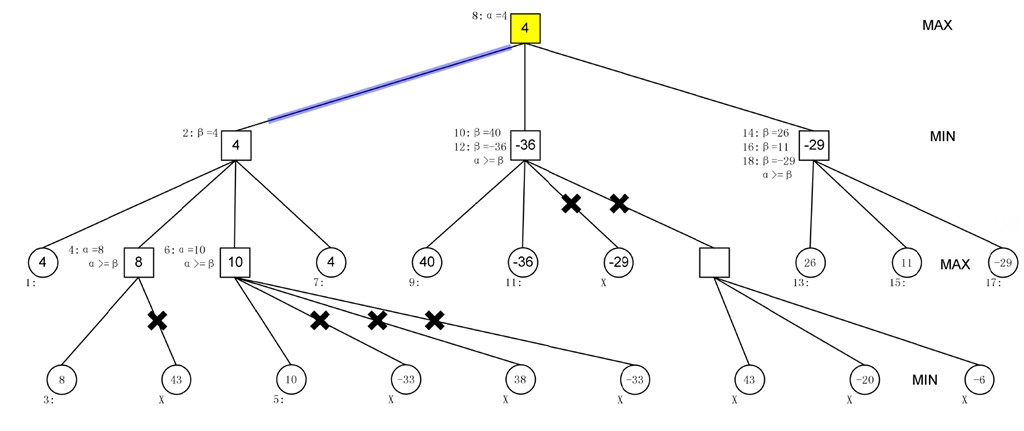 8: α=4
4
MAX
2: β=4
4
10: β=40
12: β=-36
α >= β
-36
14: β=26
16: β=11
18: β=-29
α >= β
-29
MIN
4
1:
4: α=8
α >= β
8
6: α=10
α >= β
10
4
7:
40
9:
-36
11:
-29
X
26
13:
11
15:
MAX
-29
17:
8
3:
43
X
10
5:
-33
X
38
X
-33
X
43
X
-20
X
MIN
-6
X